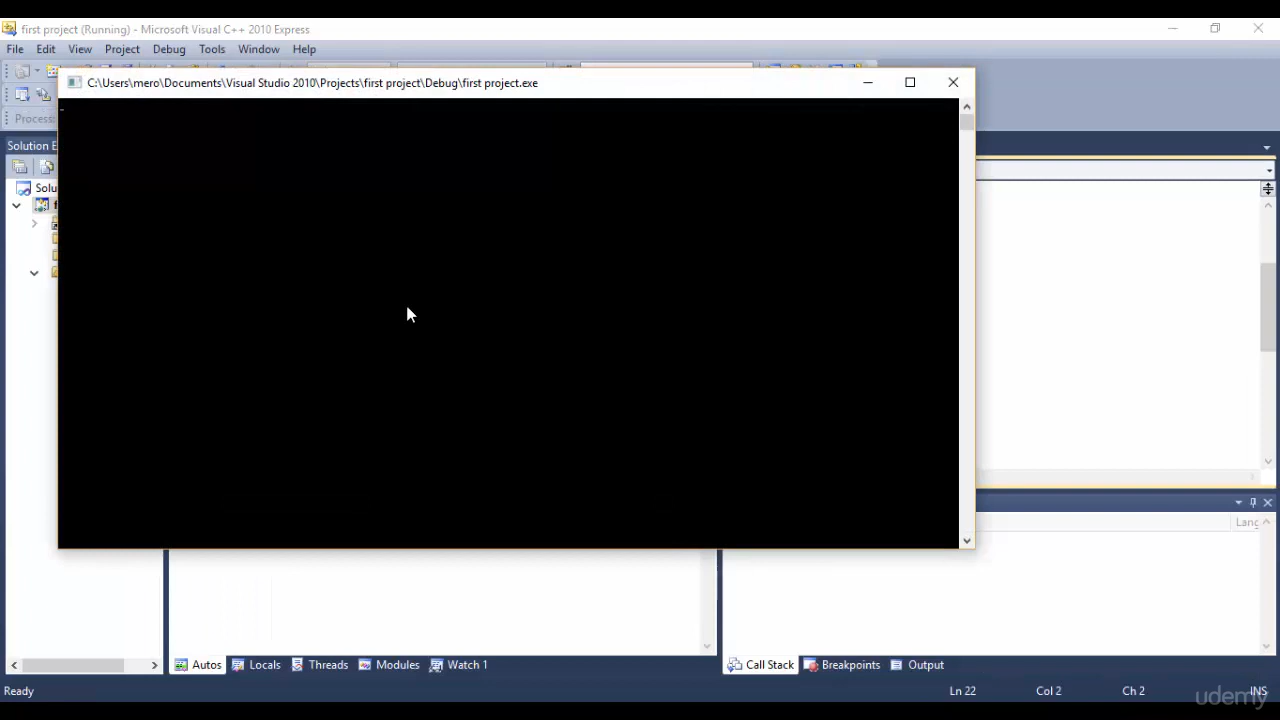 first project (Running) - Microsoft Visual C++ 2010 Express
File Edit View Project Debug Tools Window Help
C:\Users\mero\Documents\Visual Studio 2010\Projects\first project\Debug\first project.exe
Process:
Solution E
Solu
f
Lang
Autos Locals Threads Modules Watch 1
Call Stack Breakpoints Output
Ready Ln 22 Col 2 Ch 2 INS
udemy